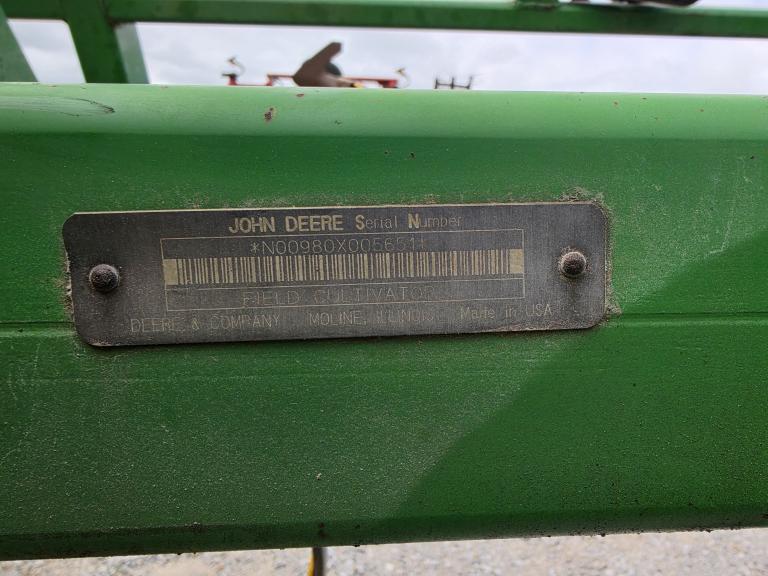 JOHN DEERE Serial Number
*N00980X005651*
FIELD CULTIVATOR
DEERE & COMPANY MOLINE, ILLINOIS Made in USA